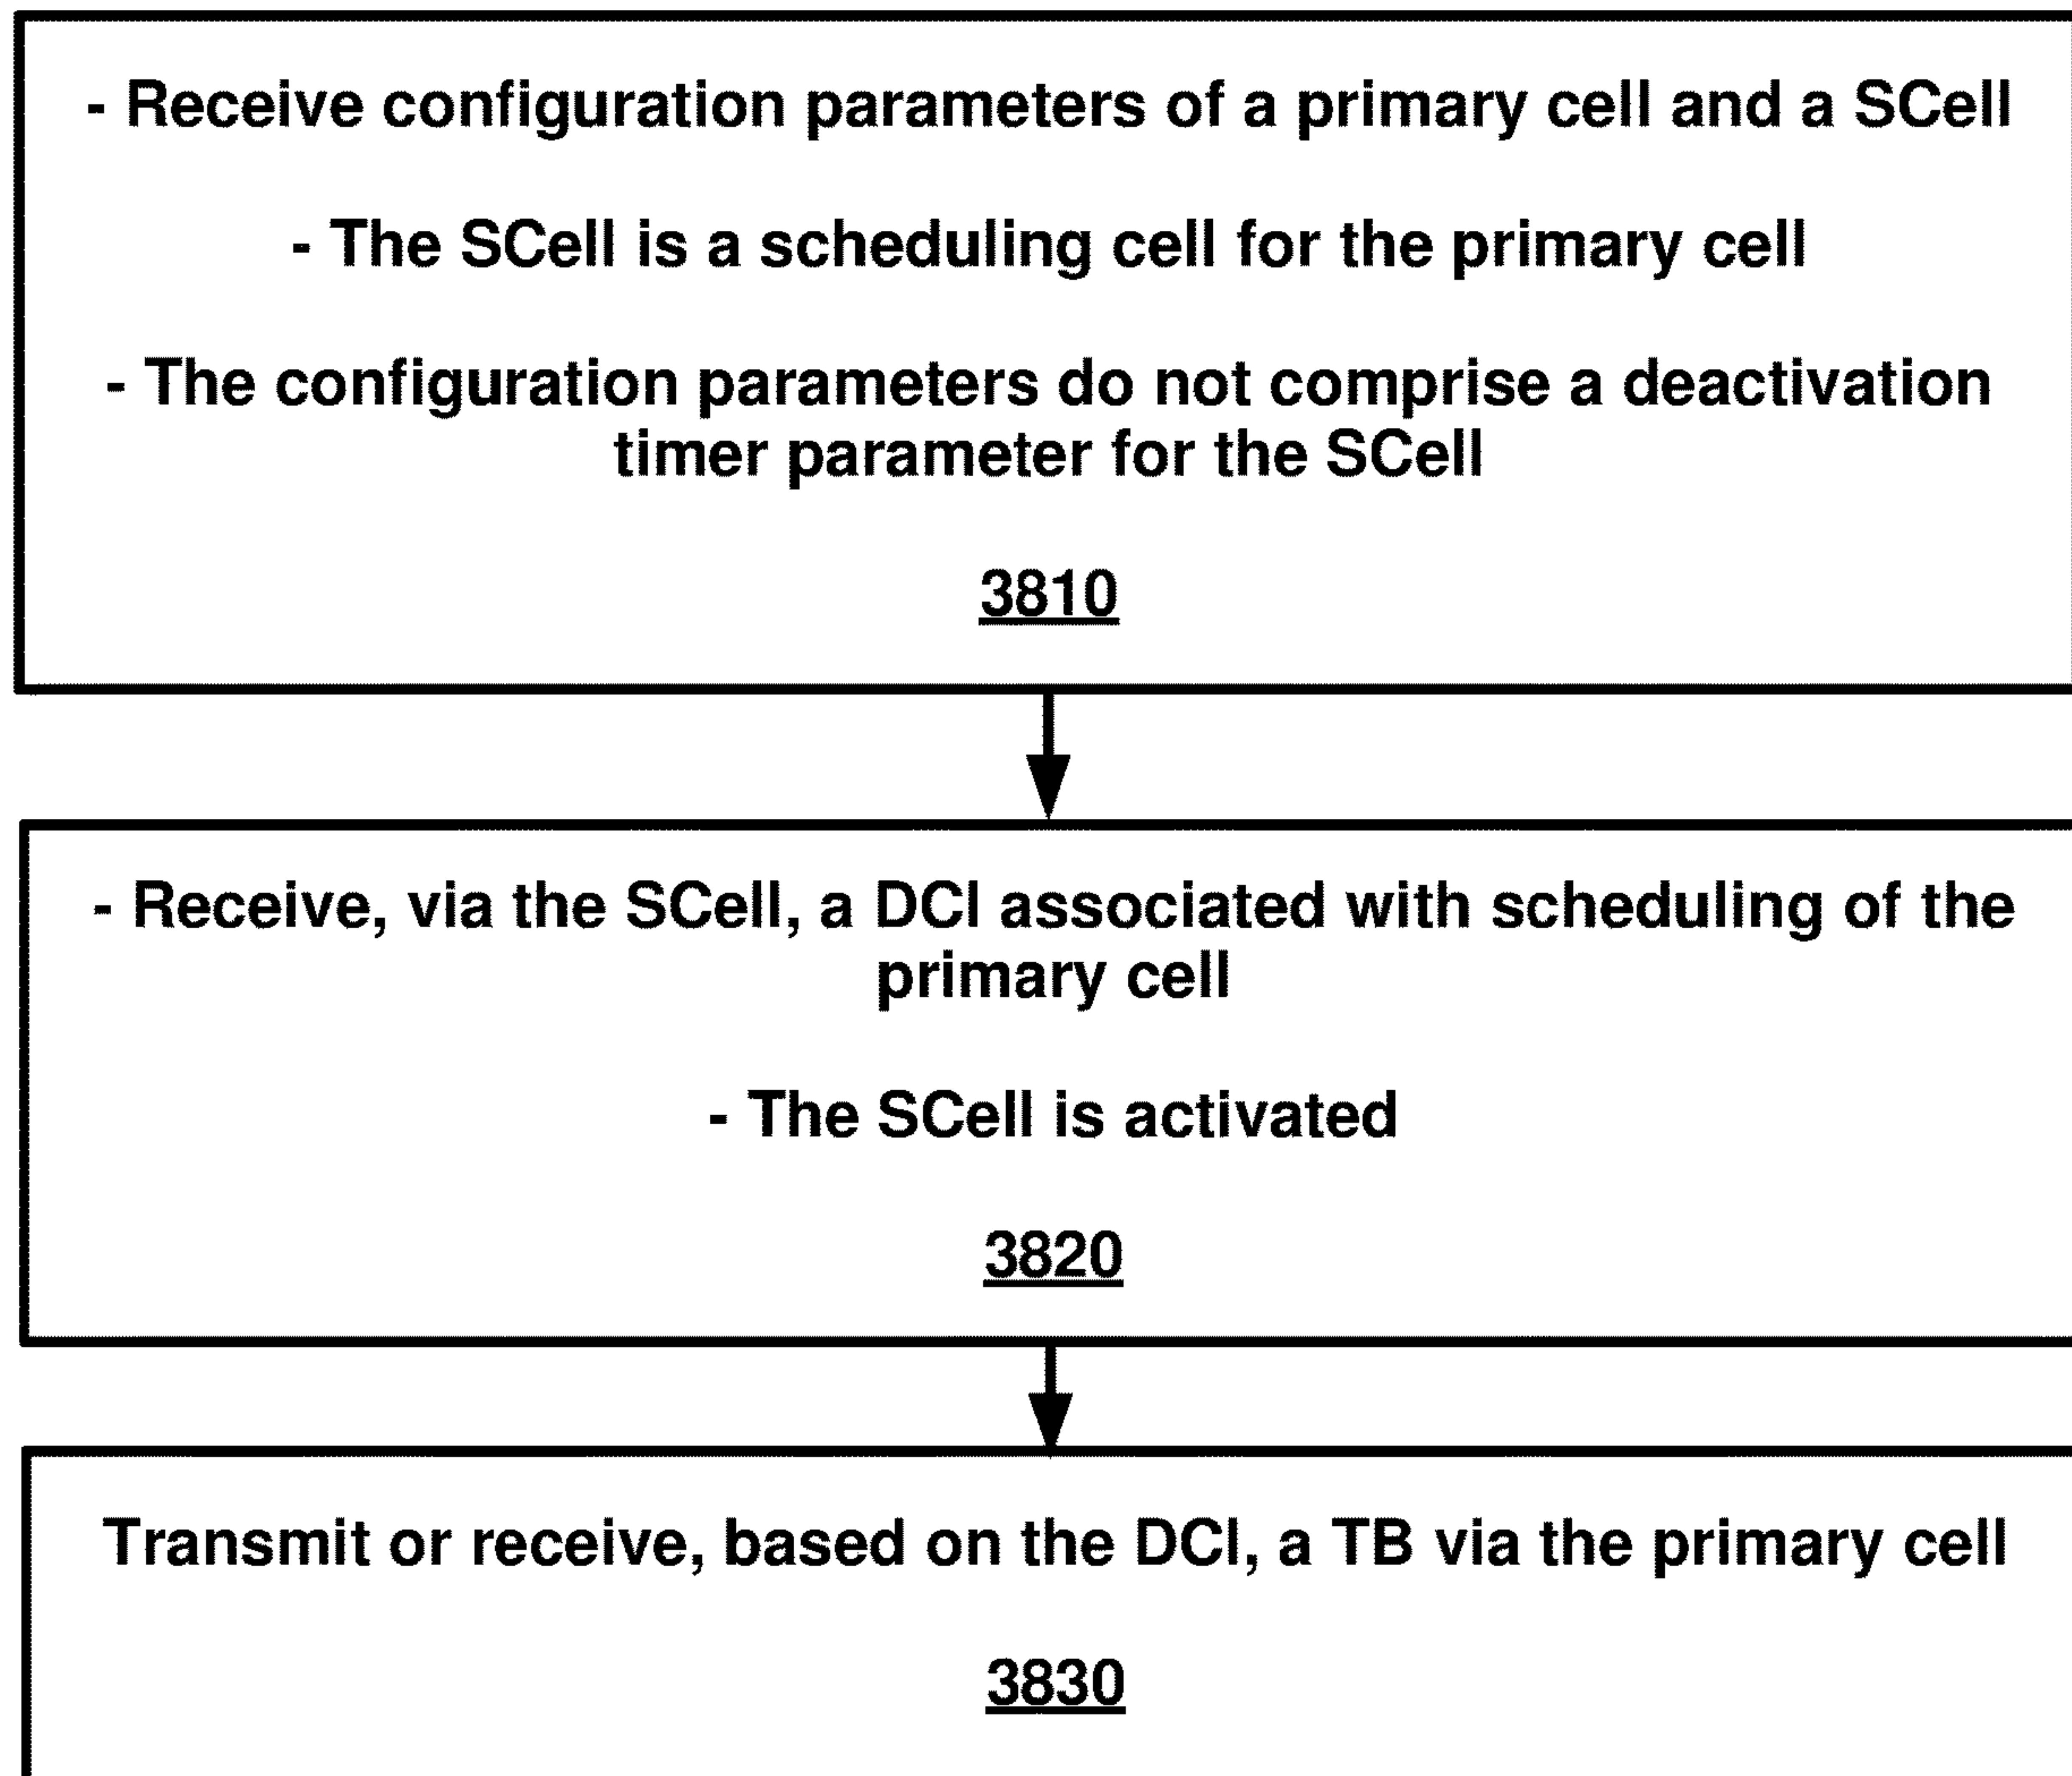 - Receive configuration parameters of a primary cell and a SCell
- The SCell is a scheduling cell for the primary cell
- The configuration parameters do not comprise a deactivation
timer parameter for the SCell
3810
- Receive, via the SCell, a DCI associated with scheduling of the
primary cell
- The SCell is activated
3820
Transmit or receive, based on the DCI, a TB via the primary cell
3830